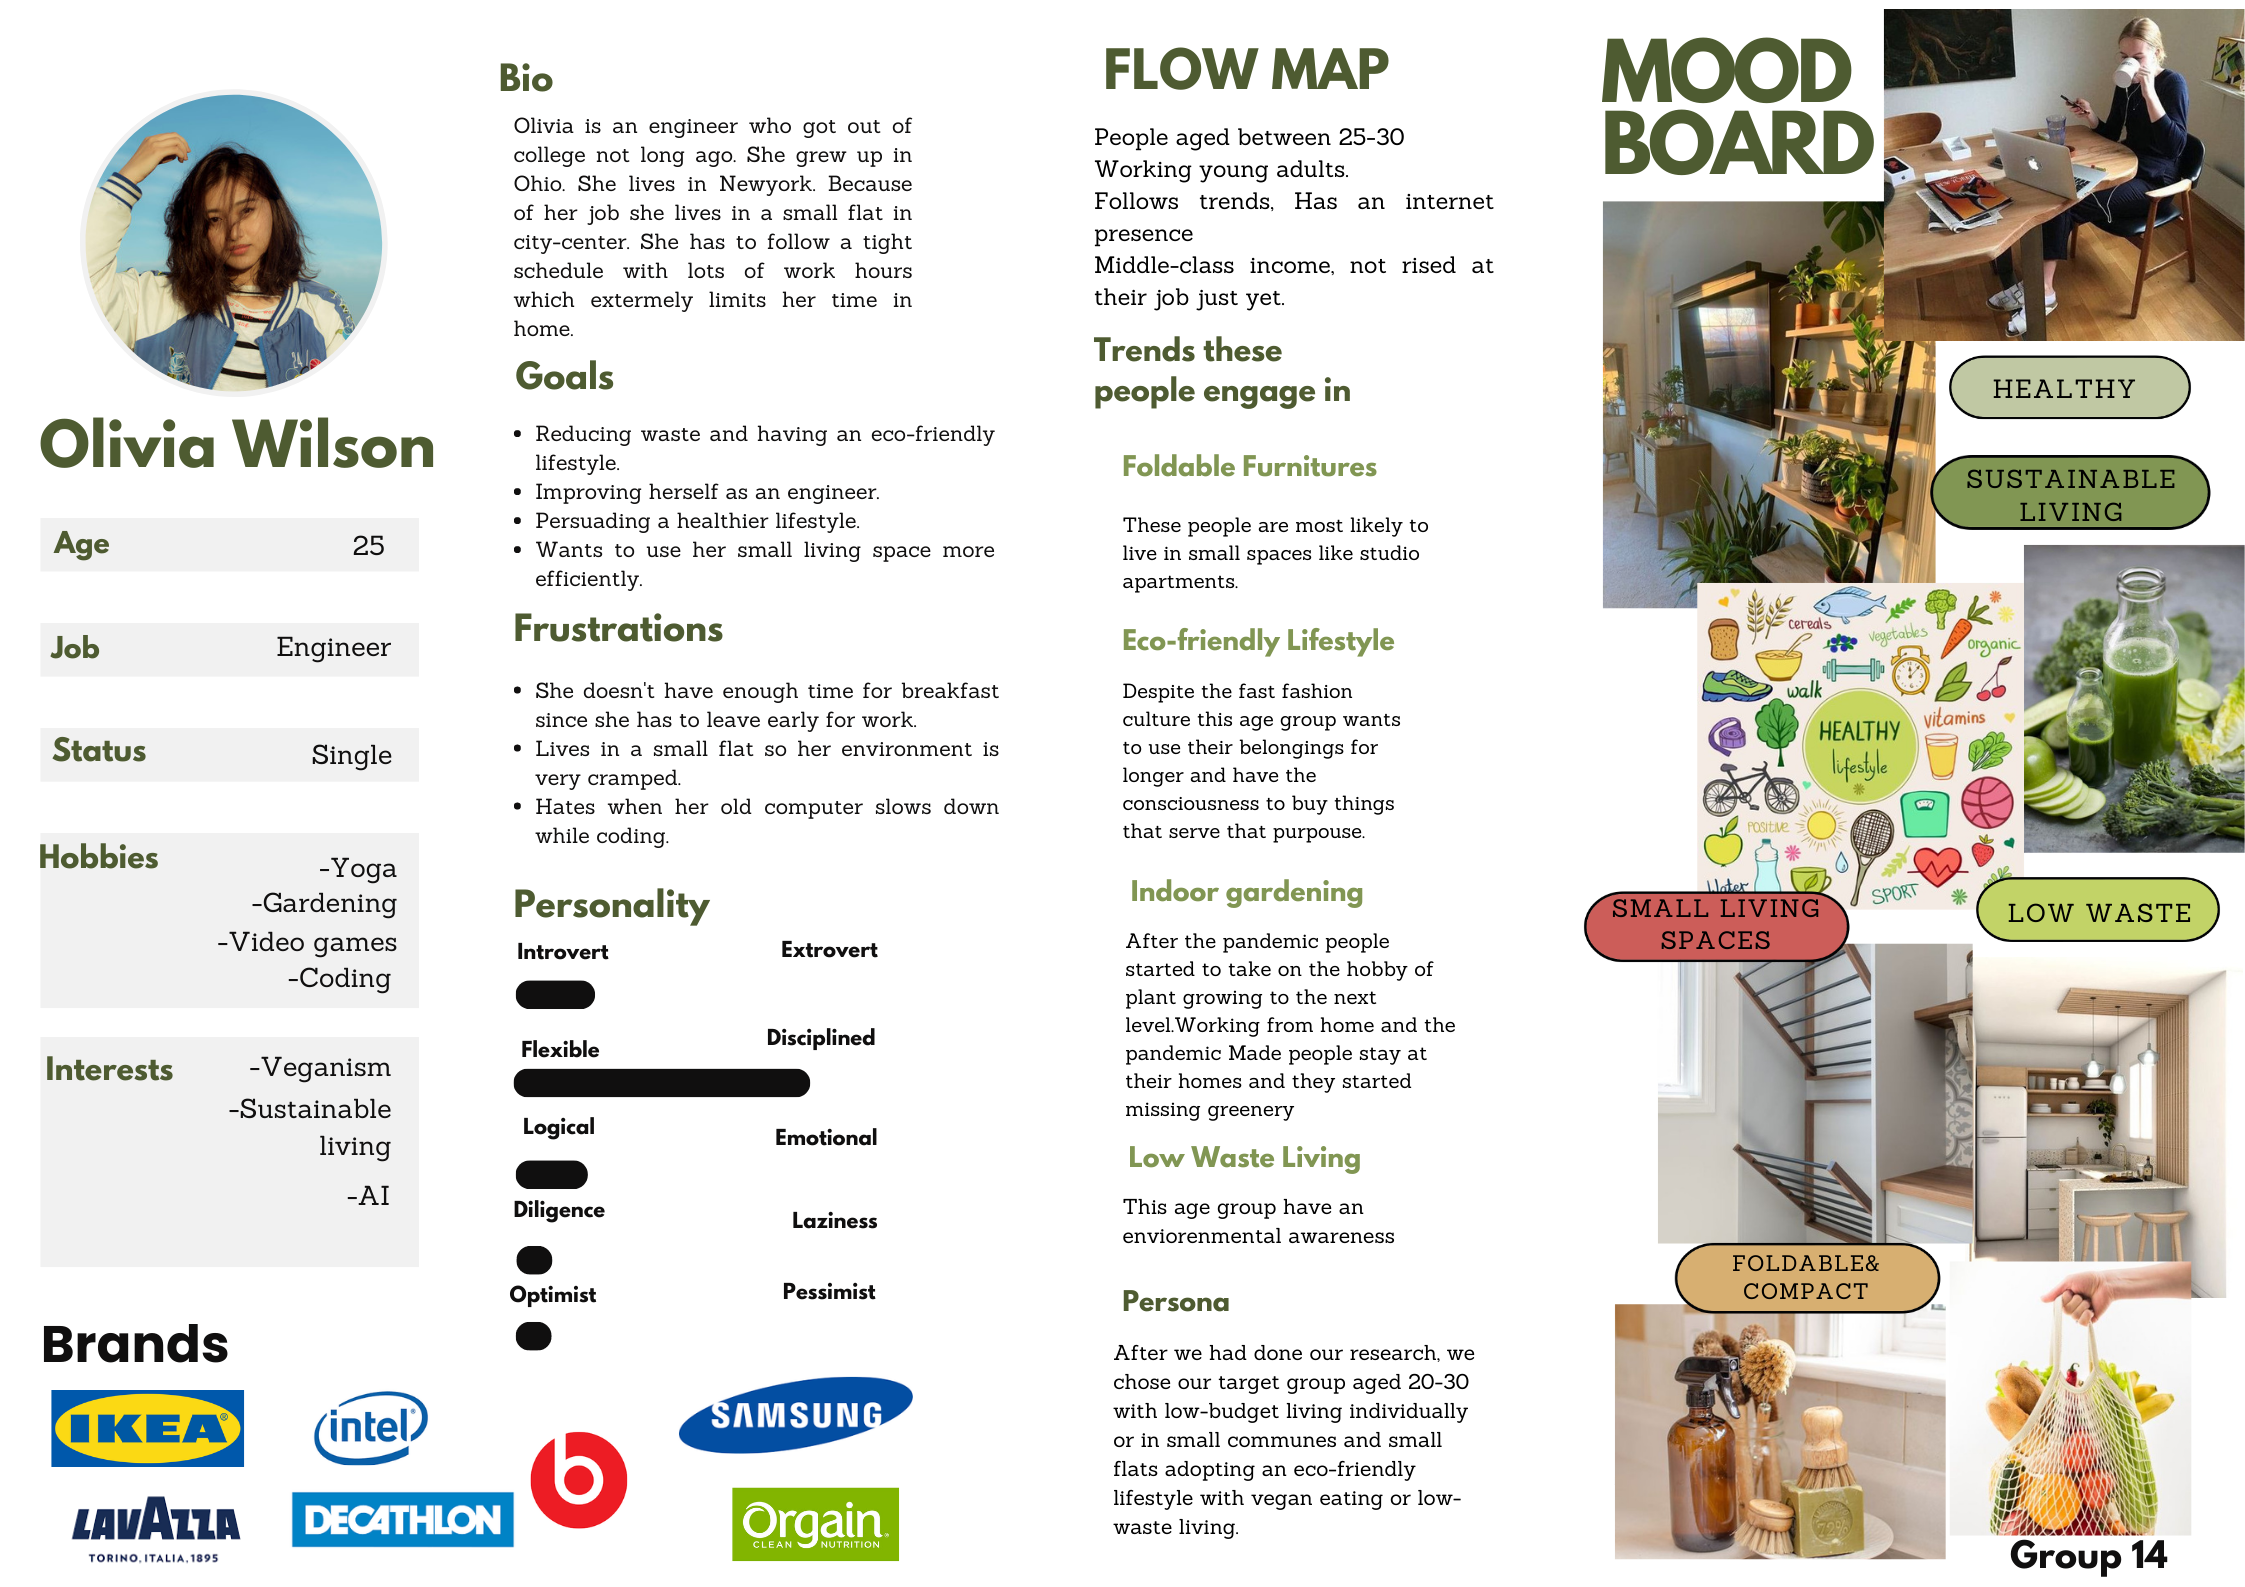 Olivia Wilson
Age
25
Job
Engineer
Status
Single
Hobbies
-Yoga
-Gardening
-Video games
-Coding
Interests
-Veganism
-Sustainable
living
-AI
Brands
IKEA®
intel
DECATHLON
LAVAZZA
TORINO, ITALIA, 1895
b
SAMSUNG
Orgain
CLEAN NUTRITION
Bio
Olivia is an engineer who got out of
college not long ago. She grew up in
Ohio. She lives in Newyork. Because
of her job she lives in a small flat in
city-center. She has to follow a tight
schedule with lots of work hours
which extermely limits her time in
home.
Goals
• Reducing waste and having an eco-friendly
lifestyle.
• Improving herself as an engineer.
• Persuading a healthier lifestyle.
• Wants to use her small living space more
efficiently.
Frustrations
• She doesn't have enough time for breakfast
since she has to leave early for work.
• Lives in a small flat so her environment is
very cramped.
• Hates when her old computer slows down
while coding.
Personality
Introvert
Extrovert
Flexible
Disciplined
Logical
Emotional
Diligence
Laziness
Optimist
Pessimist
FLOW MAP
People aged between 25-30
Working young adults.
Follows trends, Has an internet
presence
Middle-class income, not rised at
their job just yet.
Trends these
people engage in
Foldable Furnitures
These people are most likely to
live in small spaces like studio
apartments.
Eco-friendly Lifestyle
Despite the fast fashion
culture this age group wants
to use their belongings for
longer and have the
consciousness to buy things
that serve that purpouse.
Indoor gardening
After the pandemic people
started to take on the hobby of
plant growing to the next
level.Working from home and the
pandemic Made people stay at
their homes and they started
missing greenery
Low Waste Living
This age group have an
enviorenmental awareness
Persona
After we had done our research, we
chose our target group aged 20-30
with low-budget living individually
or in small communes and small
flats adopting an eco-friendly
lifestyle with vegan eating or low-
waste living.
MOOD
BOARD
HEALTHY
SUSTAINABLE
LIVING
cereals
vegetables
organic
walk
HEALTHY
lifestyle
vitamins
POSITIVE
Water
SPORT
SMALL LIVING
SPACES
LOW WASTE
FOLDABLE&
COMPACT
72%
Group 14